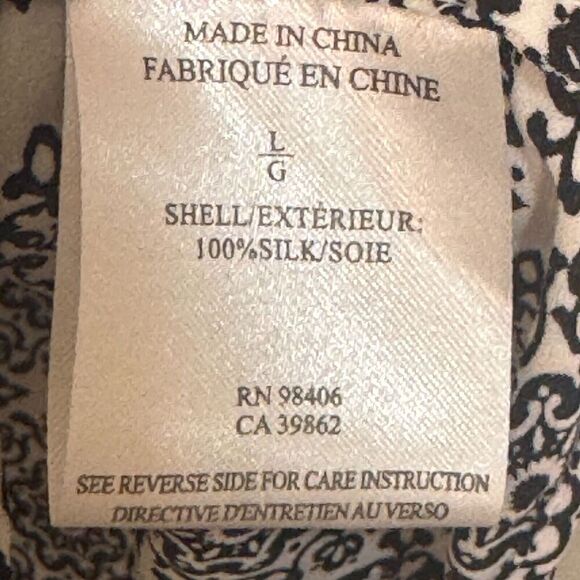 MADE IN CHINA
FABRIQUÉ EN CHINE
L
G
SHELL/EXTÉRIEUR:
100%SILK/SOIE
RN 98406
CA 39862
SEE REVERSE SIDE FOR CARE INSTRUCTION
DIRECTIVE D'ENTRETIEN AU VERSO